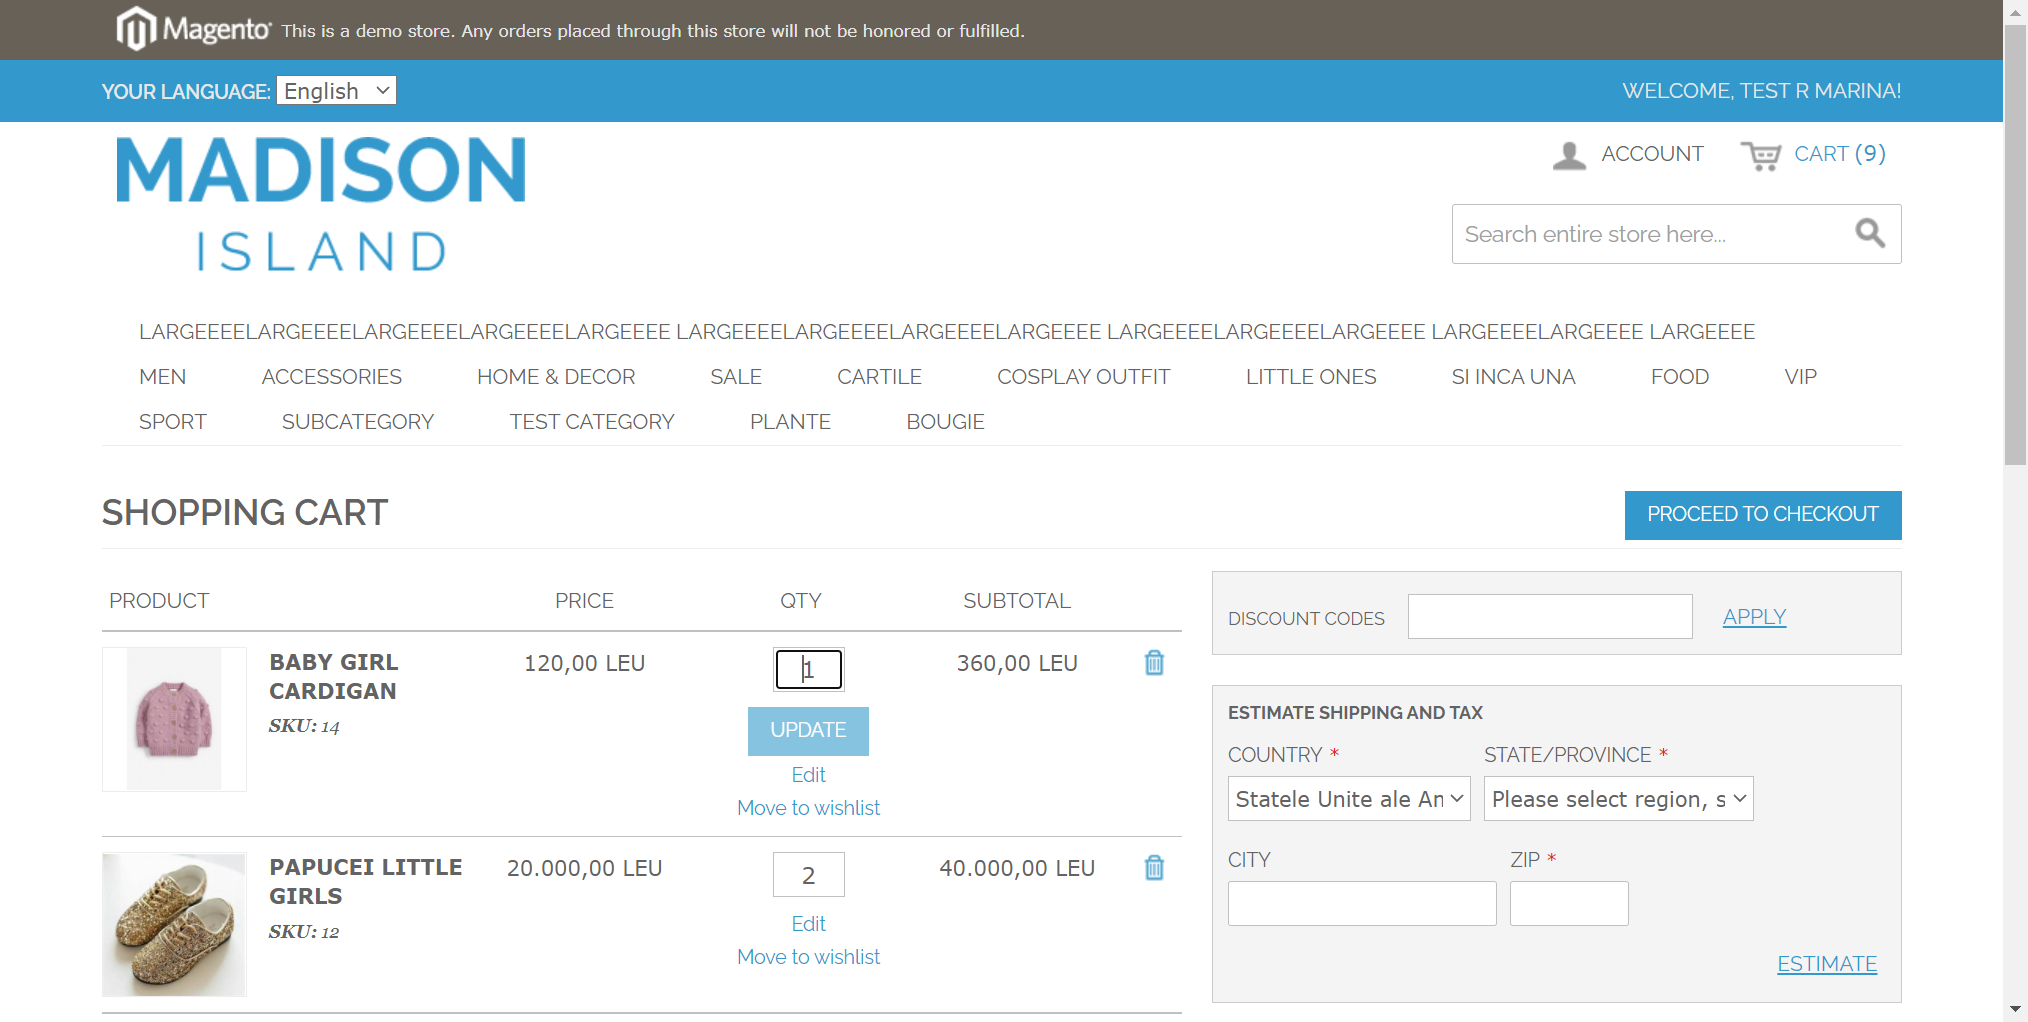 Magento® This is a demo store. Any orders placed through this store will not be honored or fulfilled.
YOUR LANGUAGE: English
WELCOME, TEST R MARINA!
MADISON
ISLAND
ACCOUNT
CART (9)
Search entire store here...
LARGEEEELARGEEEELARGEEEELARGEEEELARGEEEE LARGEEEELARGEEEELARGEEEELARGEEEE LARGEEEELARGEEEELARGEEEE LARGEEEELARGEEEE LARGEEEE
MEN ACCESSORIES HOME & DECOR SALE CARTILE COSPLAY OUTFIT LITTLE ONES SI INCA UNA FOOD VIP
SPORT SUBCATEGORY TEST CATEGORY PLANTE BOUGIE
SHOPPING CART
PROCEED TO CHECKOUT
PRODUCT PRICE QTY SUBTOTAL
BABY GIRL CARDIGAN 120,00 LEU 1 360,00 LEU
SKU: 14
UPDATE
Edit
Move to wishlist
PAPUCEI LITTLE GIRLS 20.000,00 LEU 2 40.000,00 LEU
SKU: 12
Edit
Move to wishlist
DISCOUNT CODES APPLY
ESTIMATE SHIPPING AND TAX
COUNTRY * STATE/PROVINCE *
Statele Unite ale An Please select region, s
CITY ZIP *
ESTIMATE